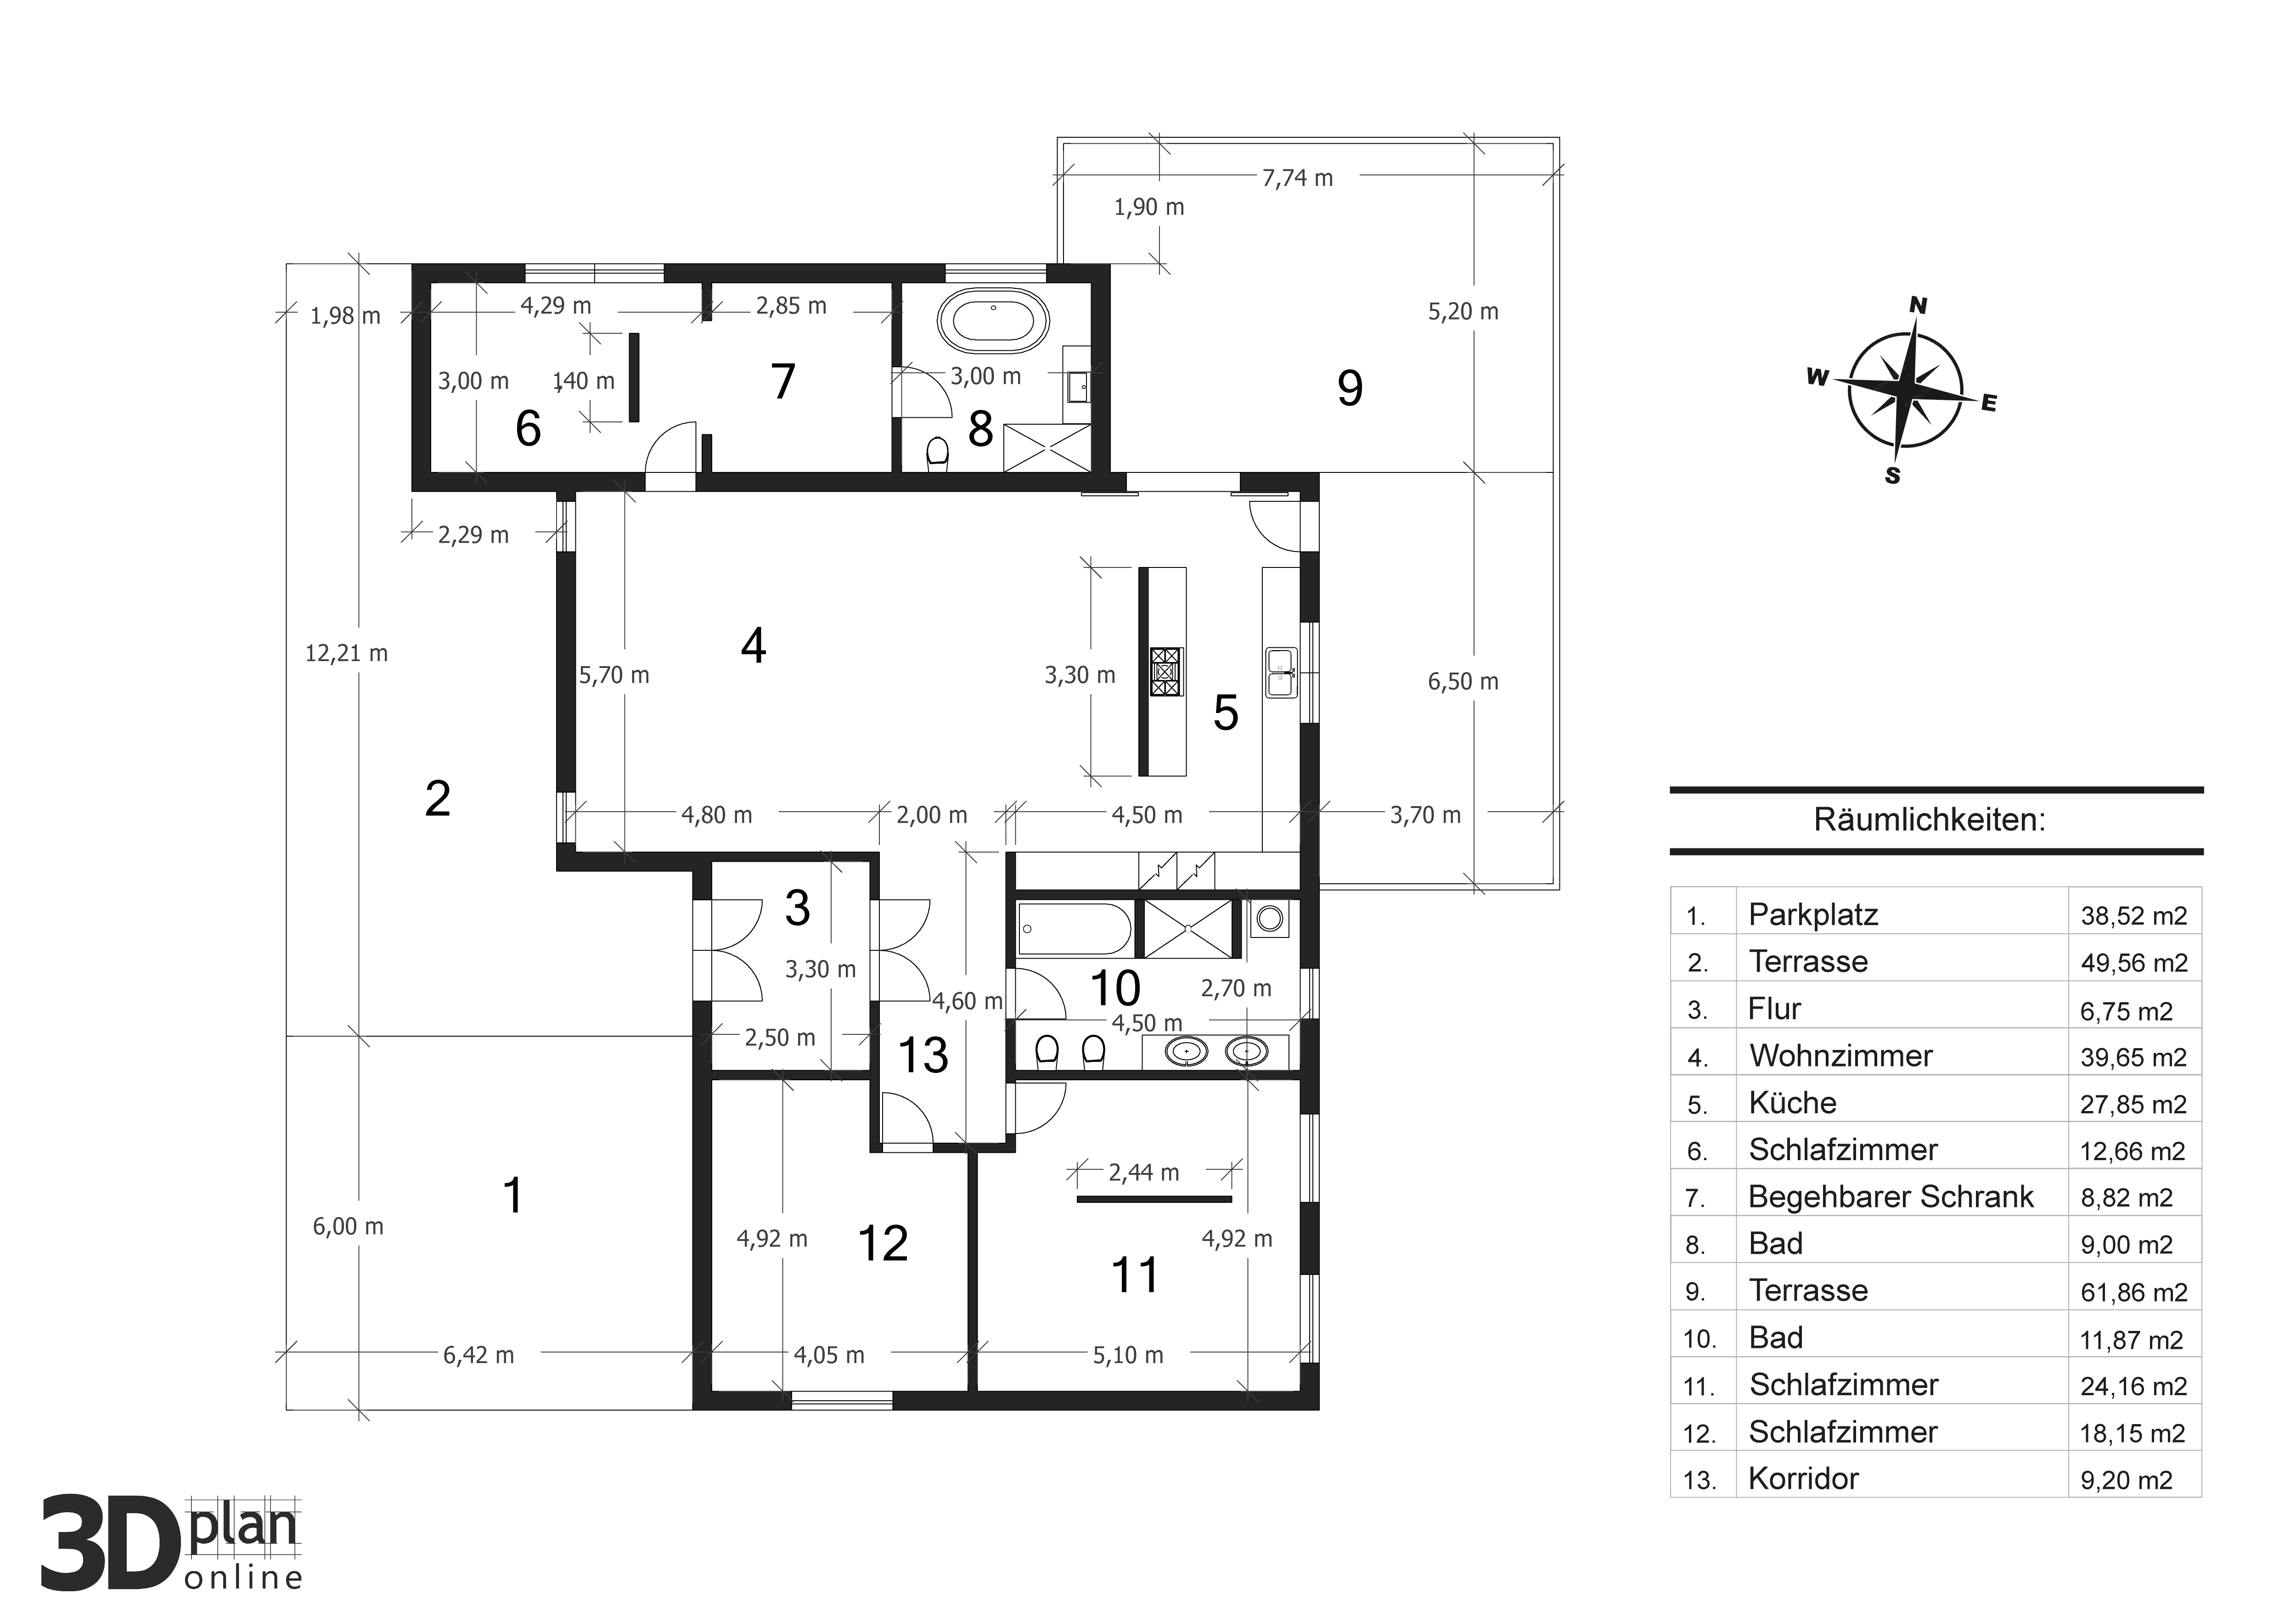 7,74 m
1,90 m
5,20 m
N
W
E
S
1,98 m
4,29 m
2,85 m
3,00 m
140 m
7
3,00 m
9
6
8
2,29 m
4
12,21 m
5,70 m
3,30 m
6,50 m
5
2
4,80 m
2,00 m
4,50 m
3,70 m
3
3,30 m
4,60 m
10
2,70 m
4,50 m
2,50 m
13
2,44 m
1
6,00 m
4,92 m
12
4,92 m
11
6,42 m
4,05 m
5,10 m
Räumlichkeiten:
1. Parkplatz 38,52 m2
2. Terrasse 49,56 m2
3. Flur 6,75 m2
4. Wohnzimmer 39,65 m2
5. Küche 27,85 m2
6. Schlafzimmer 12,66 m2
7. Begehbarer Schrank 8,82 m2
8. Bad 9,00 m2
9. Terrasse 61,86 m2
10. Bad 11,87 m2
11. Schlafzimmer 24,16 m2
12. Schlafzimmer 18,15 m2
13. Korridor 9,20 m2
3D plan
online